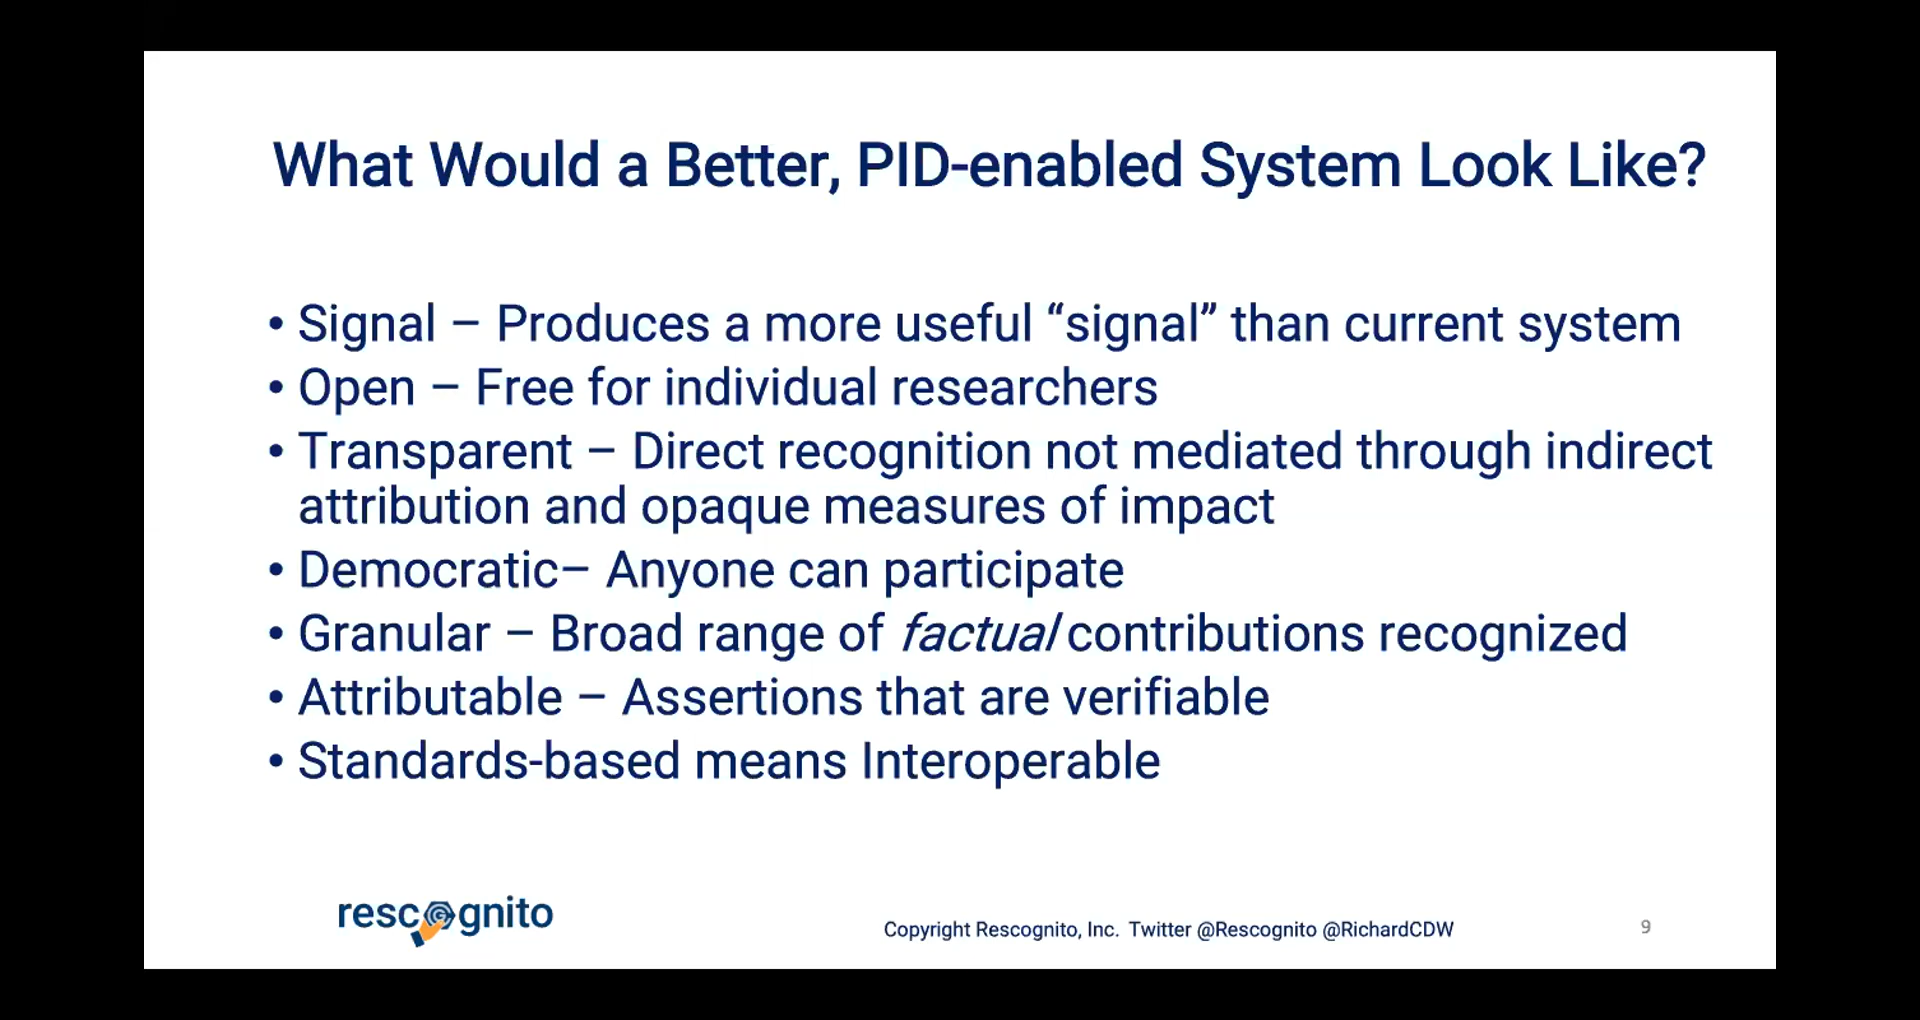 What Would a Better, PID-enabled System Look Like?
• Signal – Produces a more useful “signal” than current system
• Open – Free for individual researchers
• Transparent – Direct recognition not mediated through indirect
attribution and opaque measures of impact
• Democratic– Anyone can participate
• Granular – Broad range of factual contributions recognized
• Attributable – Assertions that are verifiable
• Standards-based means Interoperable
rescognito
Copyright Rescognito, Inc. Twitter @Rescognito @RichardCDW
9